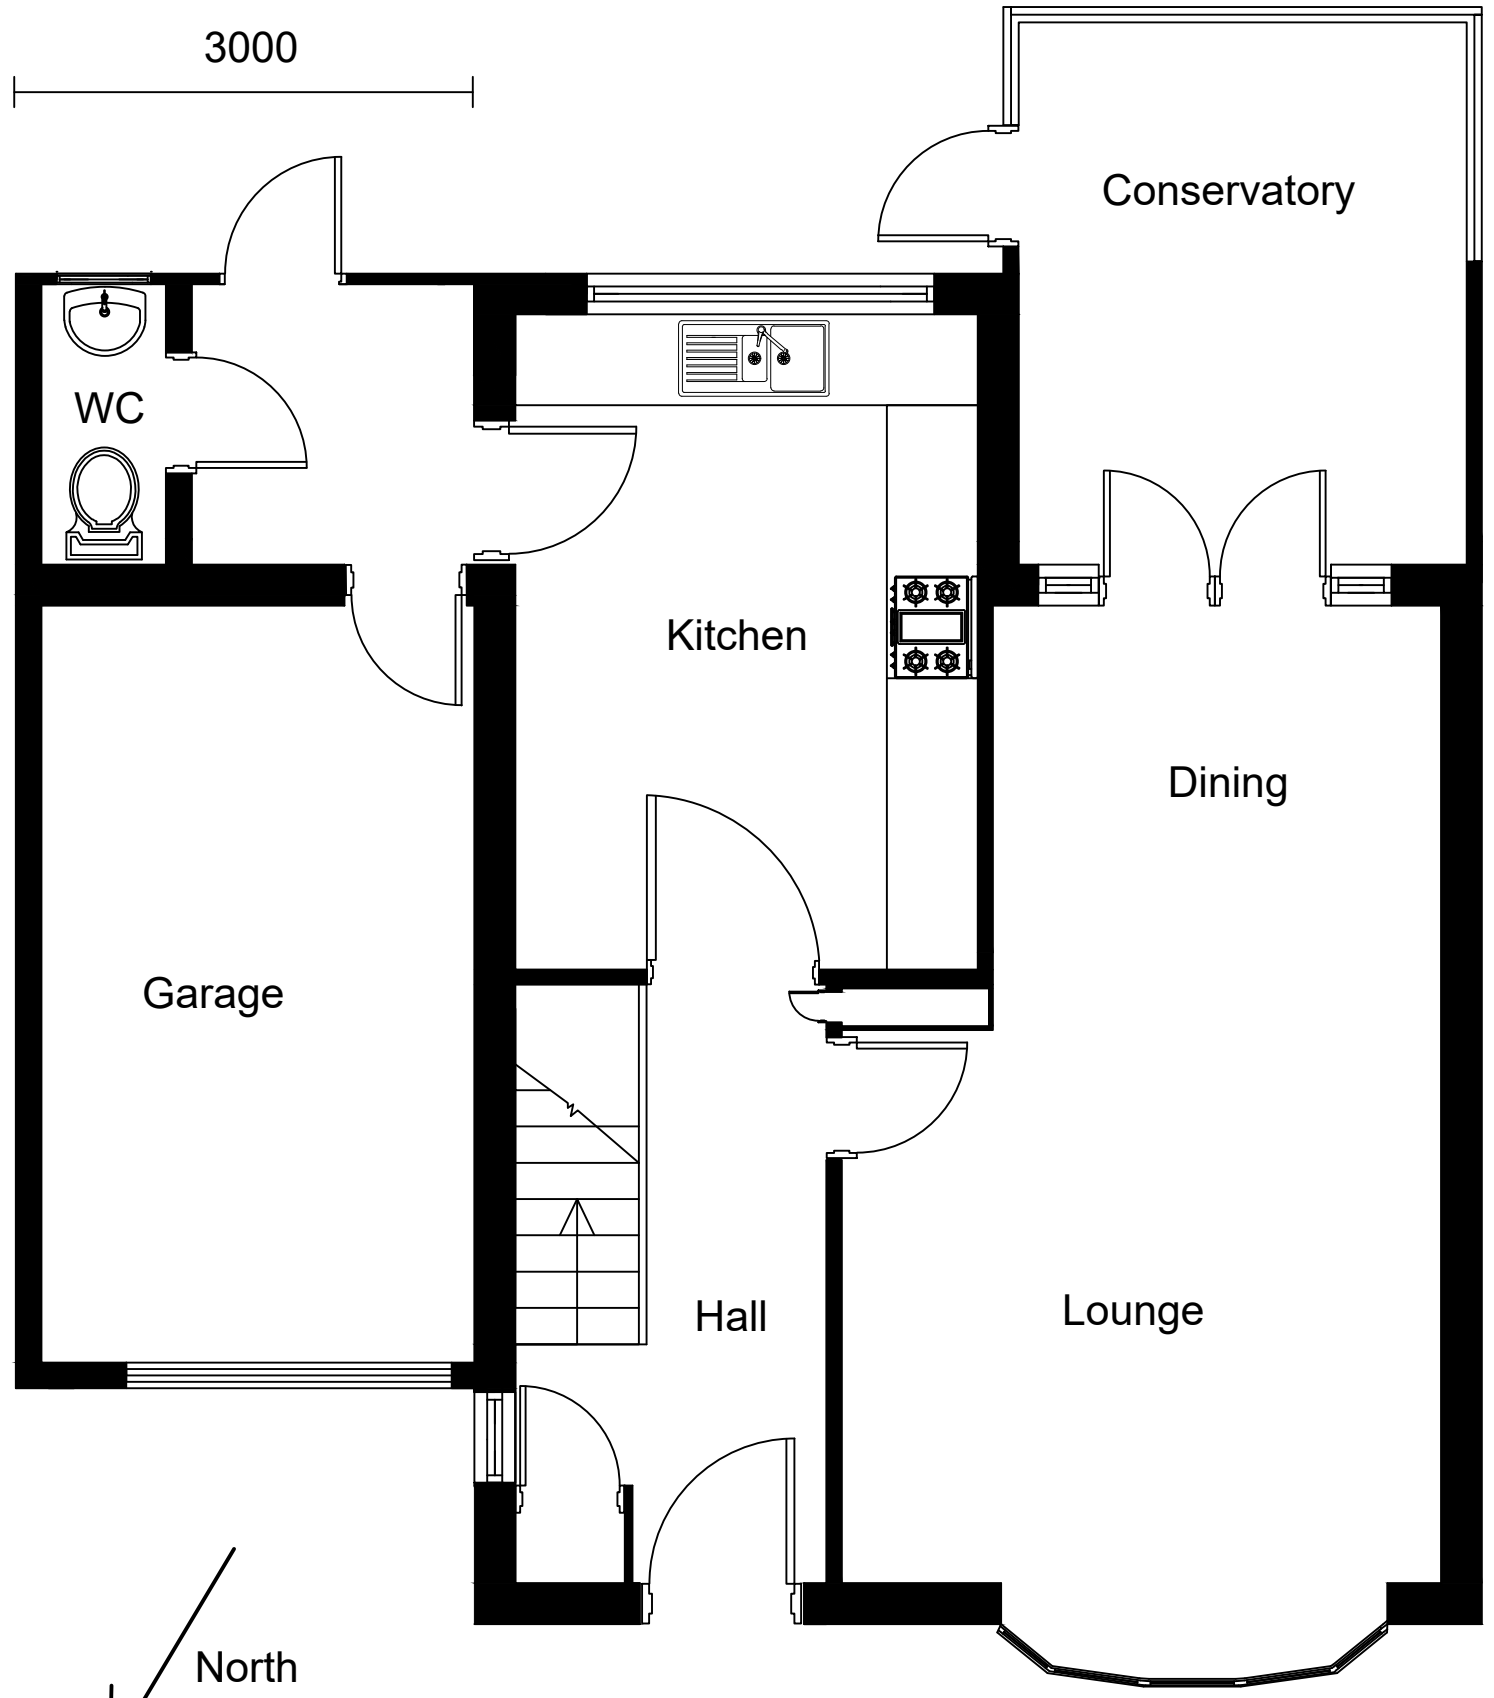 3000
Conservatory
WC
Kitchen
Dining
Garage
Hall
Lounge
North